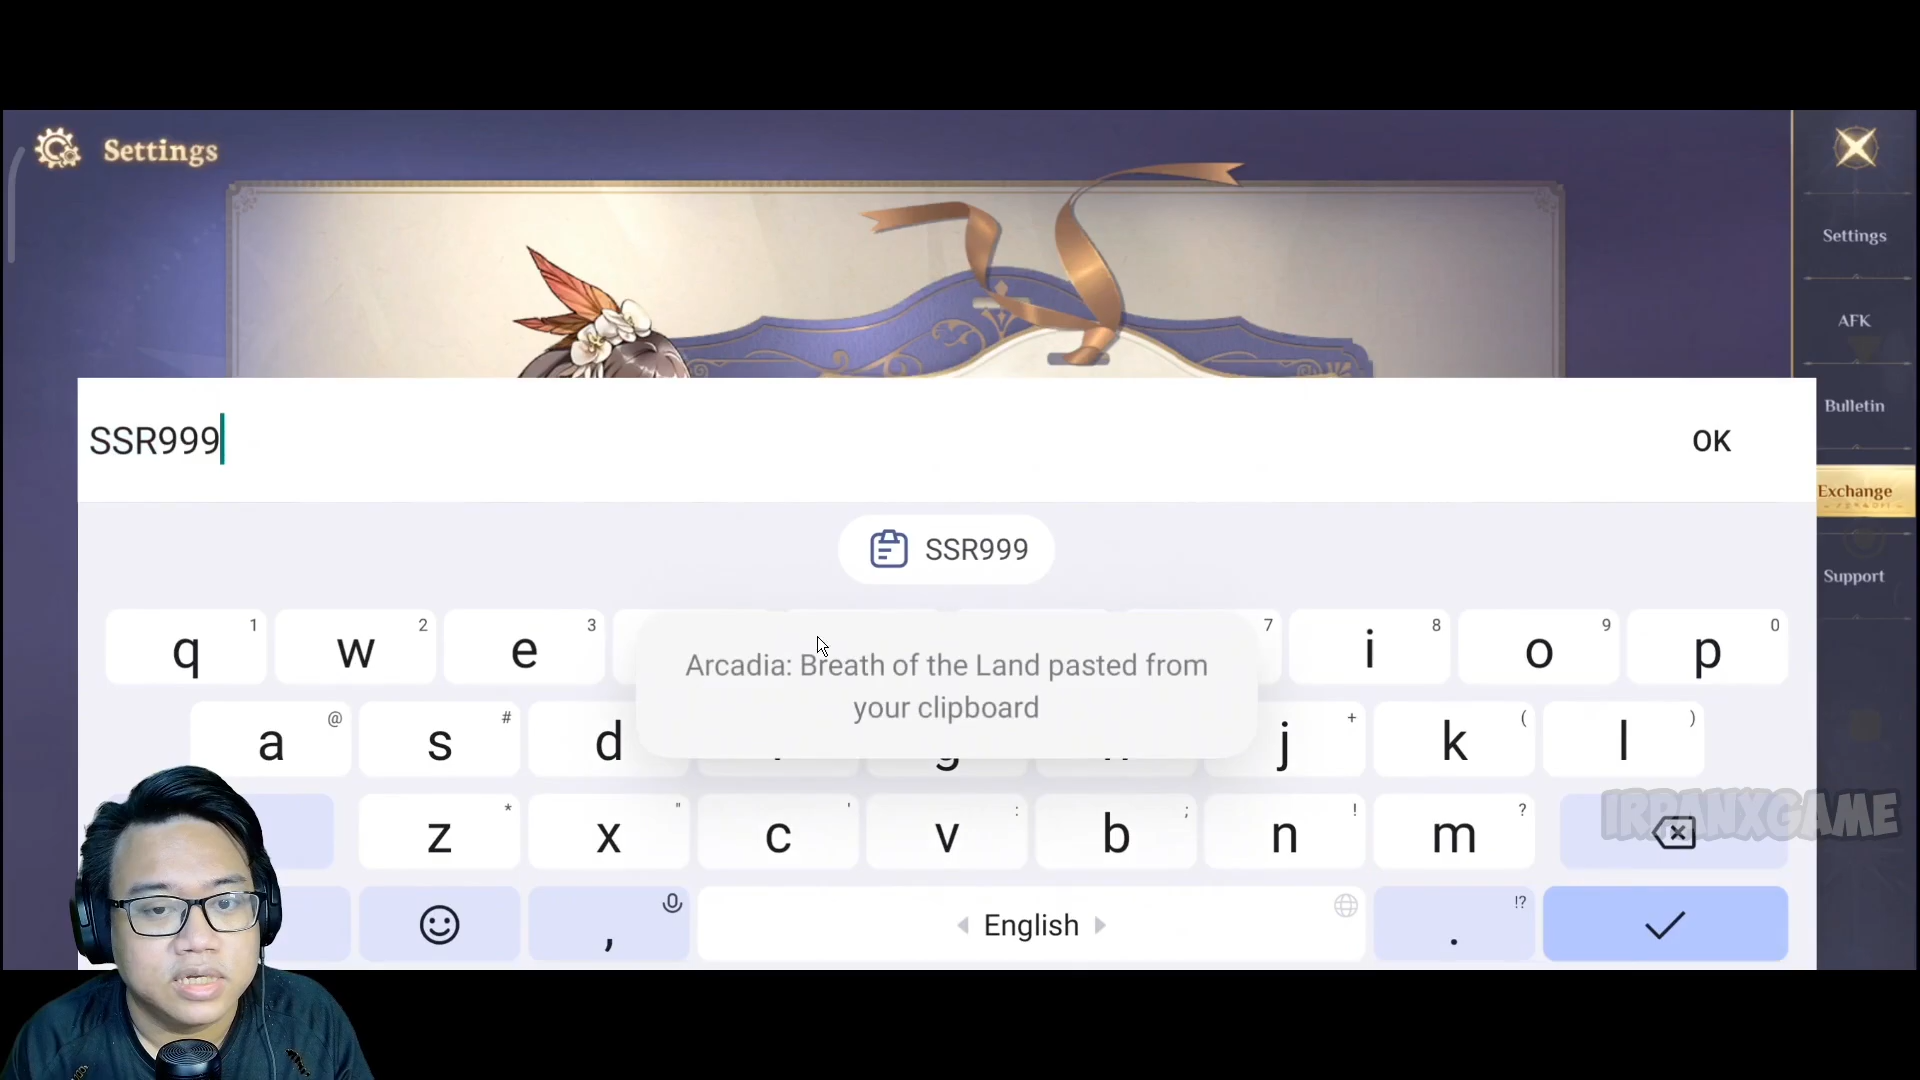 Settings
Settings
AFK
Bulletin
SSR999
OK
Exchange
SSR999
Support
q 1 w 2 e 3 7 i 8 o 9 p 0
Arcadia: Breath of the Land pasted from
your clipboard
a @ s # d j + k ( l )
z * x " c ' v : b ; n ! m ?
IRPANXGAME
, English . !?